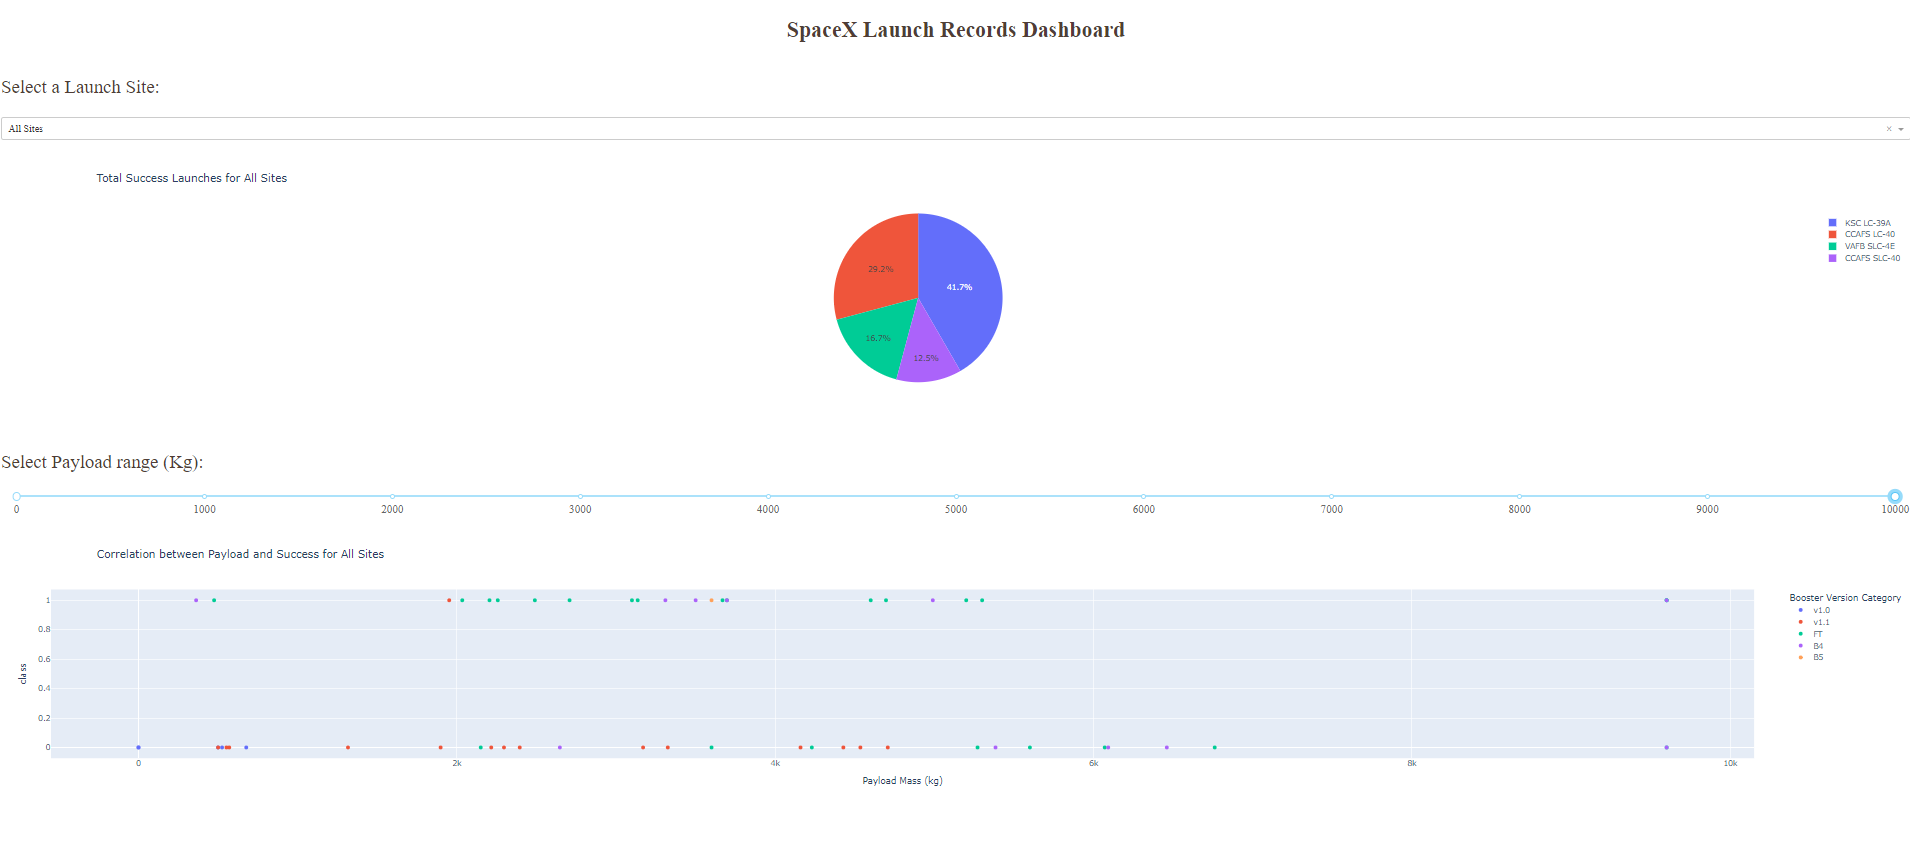 SpaceX Launch Records Dashboard
Select a Launch Site:
All Sites
×
Total Success Launches for All Sites
KSC LC-39A
CCAFS LC-40
VAFB SLC-4E
CCAFS SLC-40
29.2%
41.7%
16.7%
12.5%
Select Payload range (Kg):
0 1000 2000 3000 4000 5000 6000 7000 8000 9000 10000
Correlation between Payload and Success for All Sites
1
0.8
0.6
0.4
0.2
0
class
0 2k 4k 6k 8k 10k
Payload Mass (kg)
Booster Version Category
v1.0
v1.1
FT
B4
B5